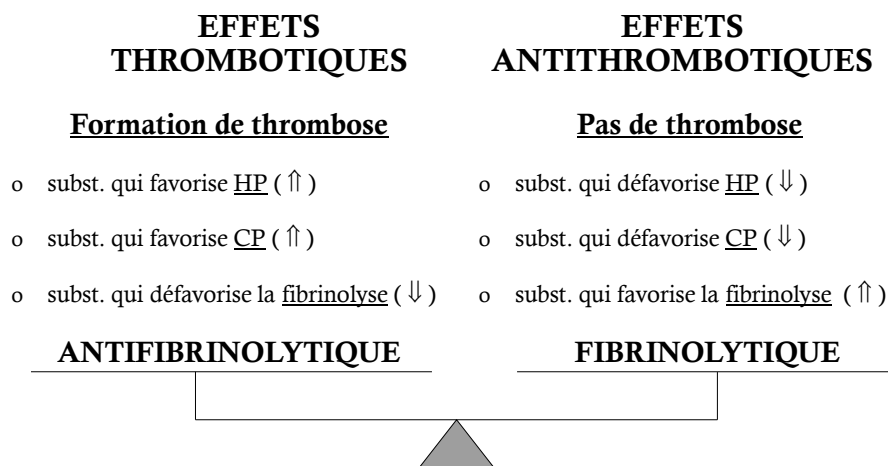 EFFETS
THROMBOTIQUES
Formation de thrombose
o subst. qui favorise HP ( ⇑ )
o subst. qui favorise CP ( ⇑ )
o subst. qui défavorise la fibrinolyse ( ⇓ )
ANTIFIBRINOLYTIQUE
EFFETS
ANTITHROMBOTIQUES
Pas de thrombose
o subst. qui défavorise HP ( ⇓ )
o subst. qui défavorise CP ( ⇓ )
o subst. qui favorise la fibrinolyse ( ⇑ )
FIBRINOLYTIQUE